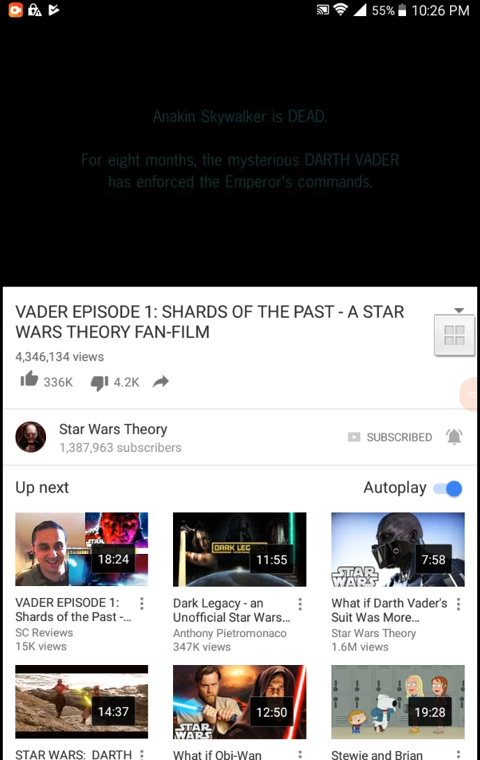 55% 10:26 PM
Anakin Skywalker is DEAD.
For eight months, the mysterious DARTH VADER
has enforced the Emperor's commands.
VADER EPISODE 1: SHARDS OF THE PAST - A STAR
WARS THEORY FAN-FILM
4,346,134 views
336K 4.2K
Star Wars Theory
1,387,963 subscribers
SUBSCRIBED
Up next Autoplay
18:24 11:55 7:58
DARK LEGACY
STAR WARS
VADER EPISODE 1: Dark Legacy - an What if Darth Vader's
Shards of the Past -... Unofficial Star Wars... Suit Was More...
SC Reviews Anthony Pietromonaco Star Wars Theory
15K views 347K views 1.6M views
14:37 12:50 19:28
STAR WARS
STAR WARS: DARTH What if Obi-Wan Stewie and Brian